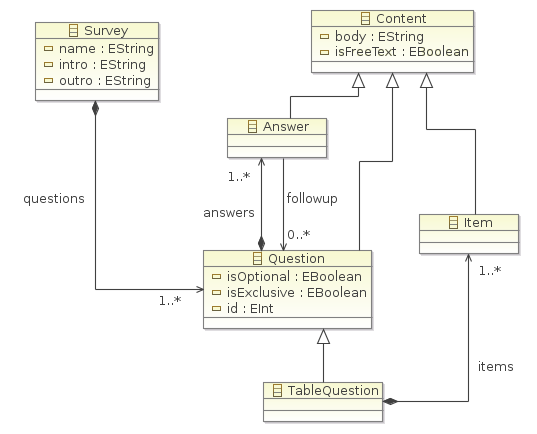 Survey
name : EString
intro : EString
outro : EString
Content
body : EString
isFreeText : EBoolean
Answer
1..*
followup
questions
answers
0..*
Item
1..*
Question
isOptional : EBoolean
isExclusive : EBoolean
id : EInt
1..*
items
TableQuestion